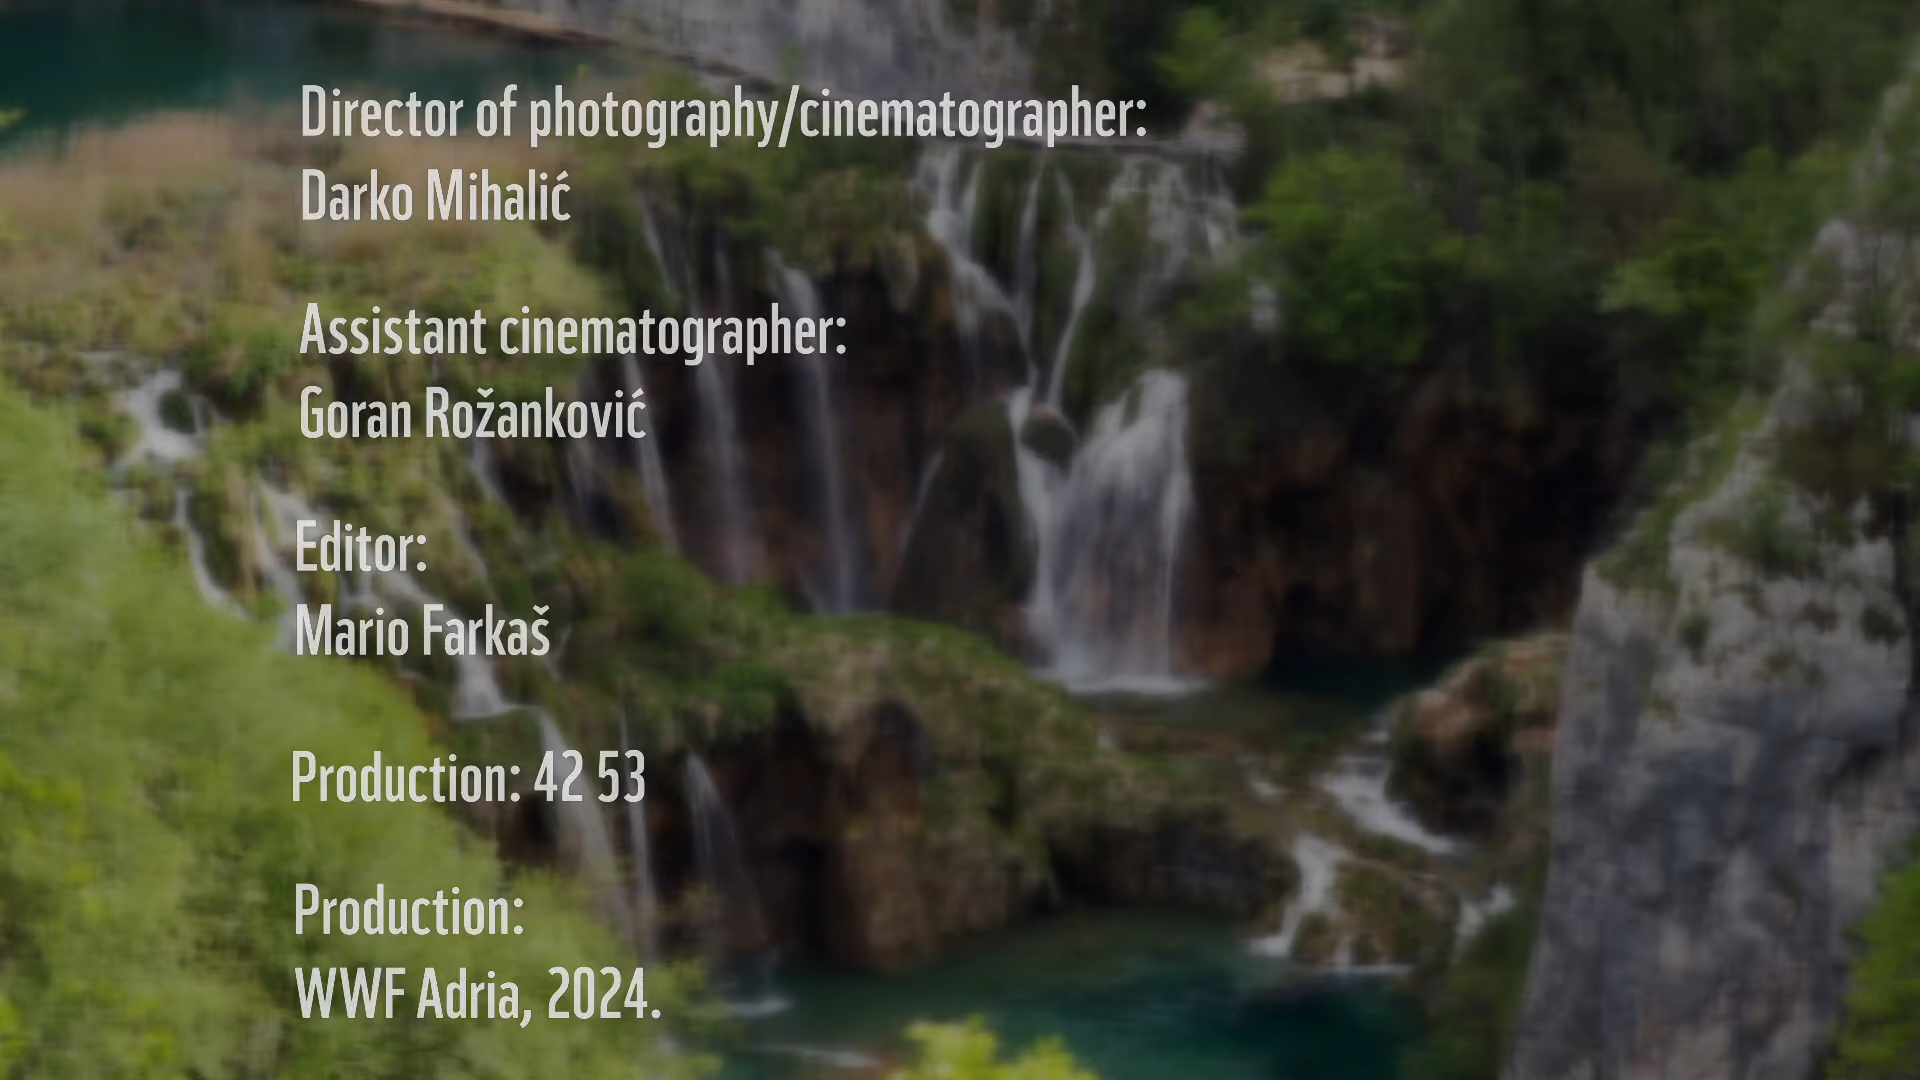 Director of photography/cinematographer:
Darko Mihalić
Assistant cinematographer:
Goran Rožanković
Editor:
Mario Farkaš
Production: 42 53
Production:
WWF Adria, 2024.